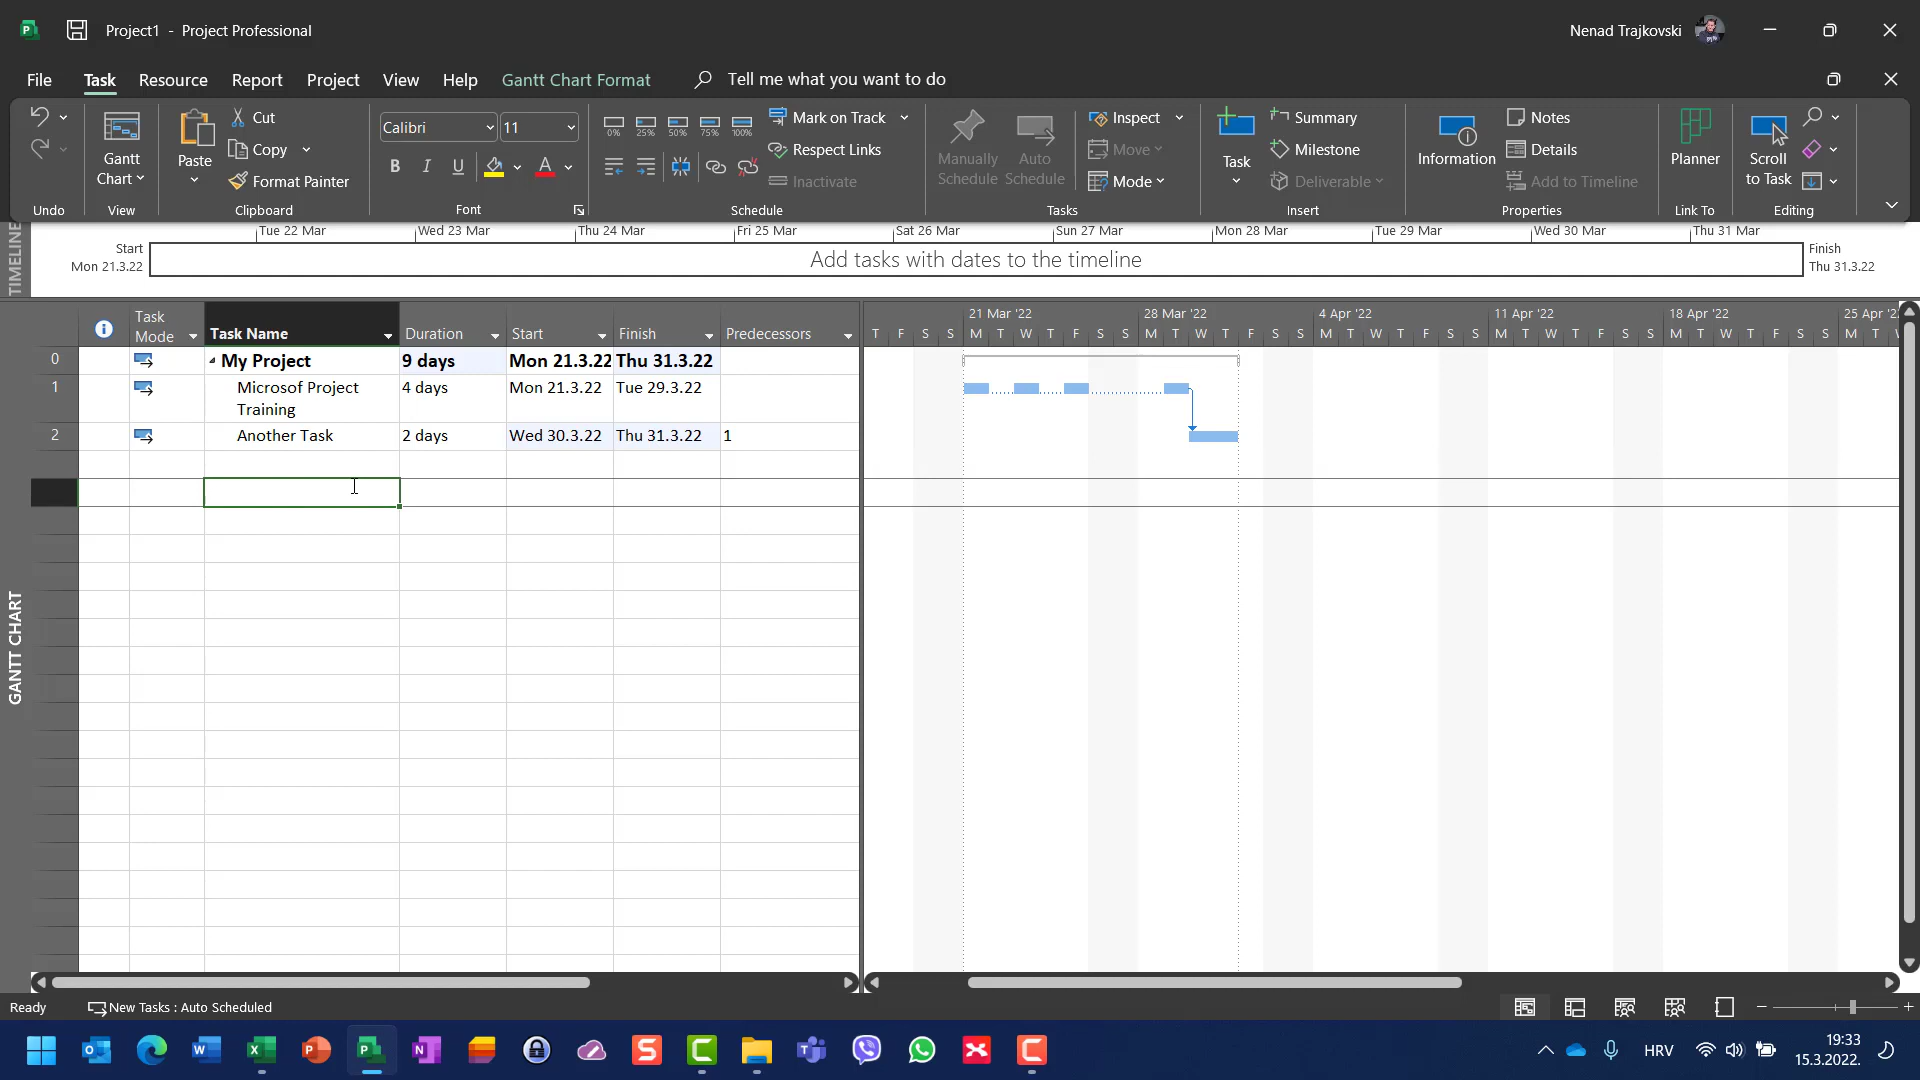 Project1 - Project Professional
Nenad Trajkovski
File Task Resource Report Project View Help Gantt Chart Format Tell me what you want to do
Gantt Chart
Undo
View
Paste
Cut
Copy
Format Painter
Clipboard
Calibri 11
B I U A
Font
0% 25% 50% 75% 100%
Mark on Track
Respect Links
Inactivate
Schedule
Manually Schedule
Auto Schedule
Inspect
Move
Mode
Tasks
Task
Summary
Milestone
Deliverable
Insert
Information
Notes
Details
Add to Timeline
Properties
Planner
Link To
Scroll to Task
Editing
TIMELINE
Tue 22 Mar Wed 23 Mar Thu 24 Mar Fri 25 Mar Sat 26 Mar Sun 27 Mar Mon 28 Mar Tue 29 Mar Wed 30 Mar Thu 31 Mar
Start
Mon 21.3.22
Add tasks with dates to the timeline
Finish
Thu 31.3.22
Task Mode Task Name Duration Start Finish Predecessors
0 My Project 9 days Mon 21.3.22 Thu 31.3.22
1 Microsof Project Training 4 days Mon 21.3.22 Tue 29.3.22
2 Another Task 2 days Wed 30.3.22 Thu 31.3.22 1
21 Mar '22 28 Mar '22 4 Apr '22 11 Apr '22 18 Apr '22 25 Apr
T F S S M T W T F S S M T W T F S S M T W T F S S M T W T F S S M T W T F S S M T
GANTT CHART
Ready New Tasks : Auto Scheduled
HRV
19:33
15.3.2022.